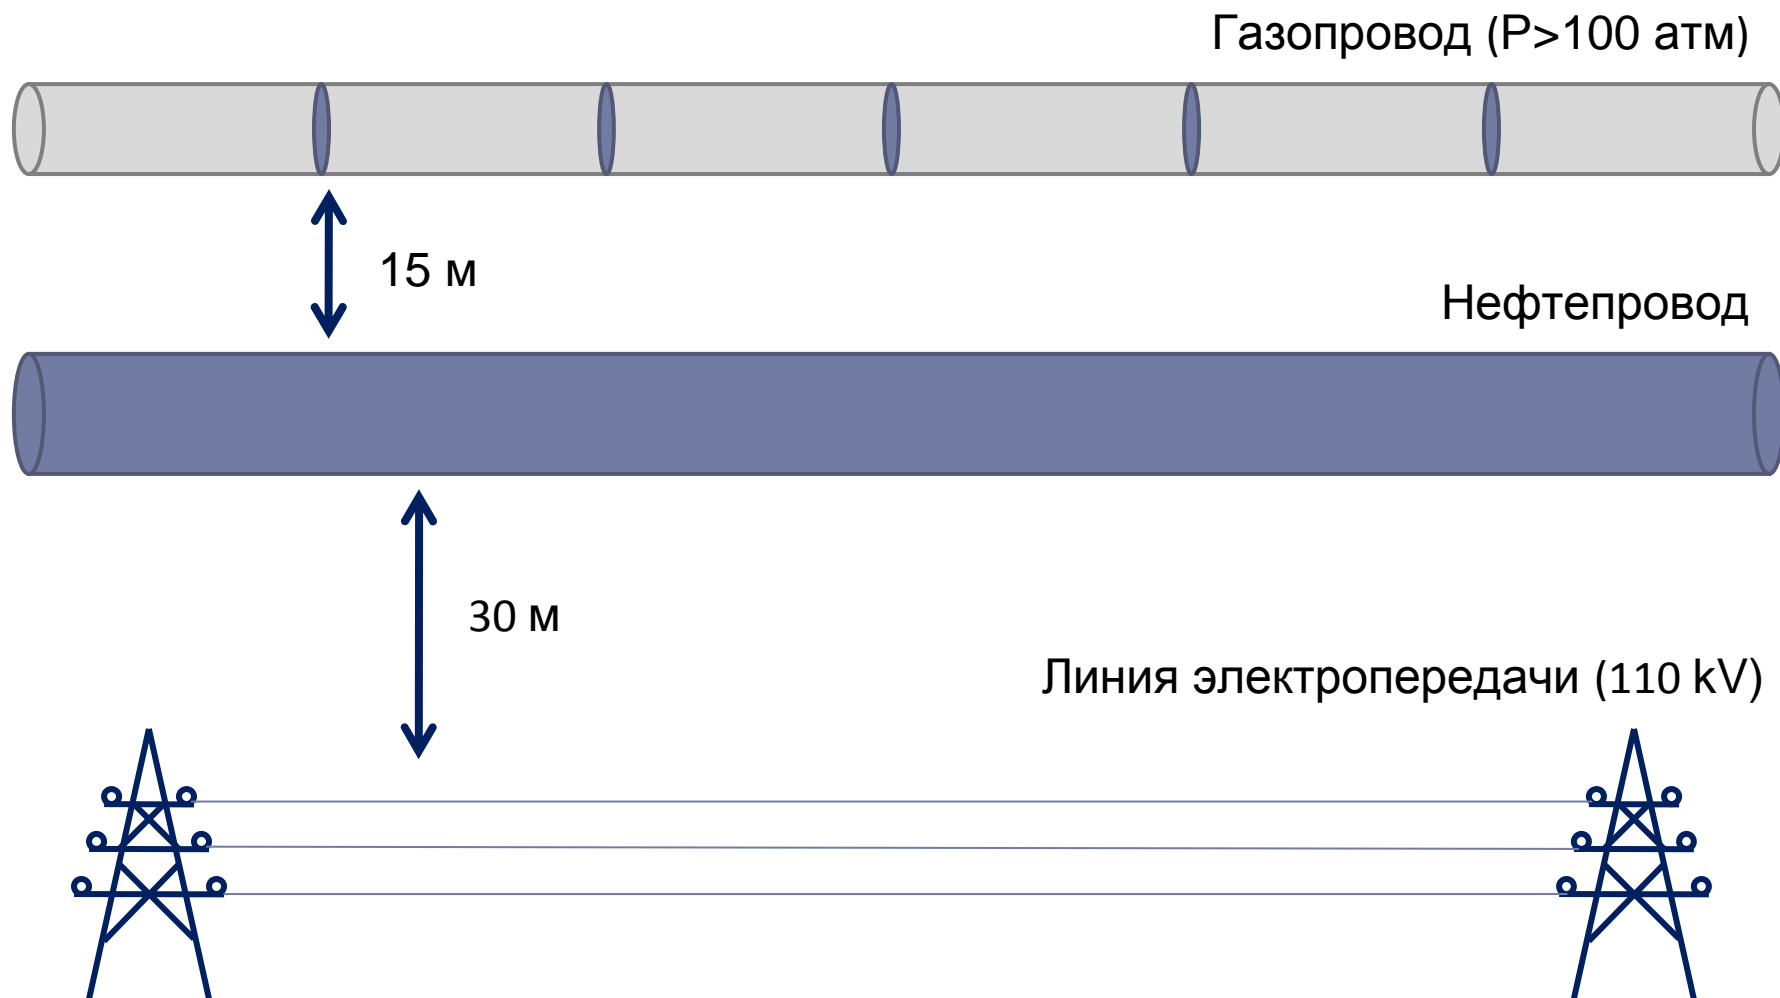 Газопровод (P>100 атм)
15 м
Нефтепровод
30 м
Линия электропередачи (110 kV)